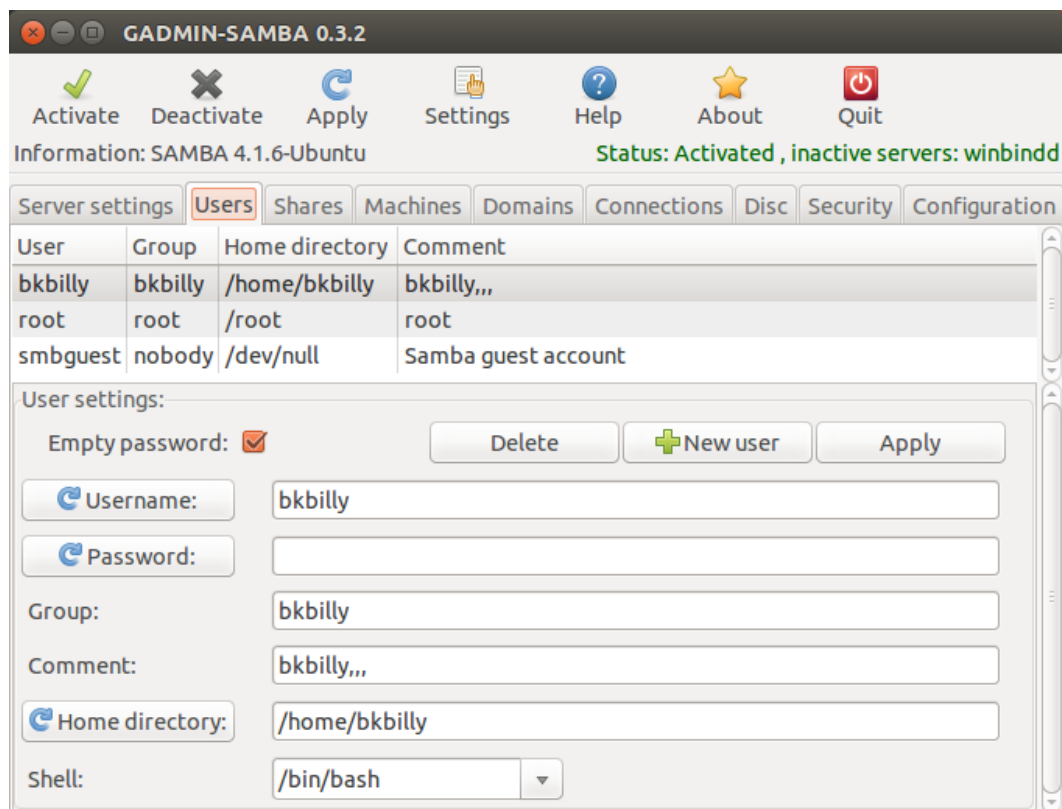 GADMIN-SAMBA 0.3.2
Activate Deactivate Apply Settings Help About Quit
Information: SAMBA 4.1.6-Ubuntu Status: Activated , inactive servers: winbindd
Server settings Users Shares Machines Domains Connections Disc Security Configuration
User Group Home directory Comment
bkbilly bkbilly /home/bkbilly bkbilly,,,
root root /root root
smbguest nobody /dev/null Samba guest account
User settings:
Empty password: Delete New user Apply
Username: bkbilly
Password:
Group: bkbilly
Comment: bkbilly,,,
Home directory: /home/bkbilly
Shell: /bin/bash